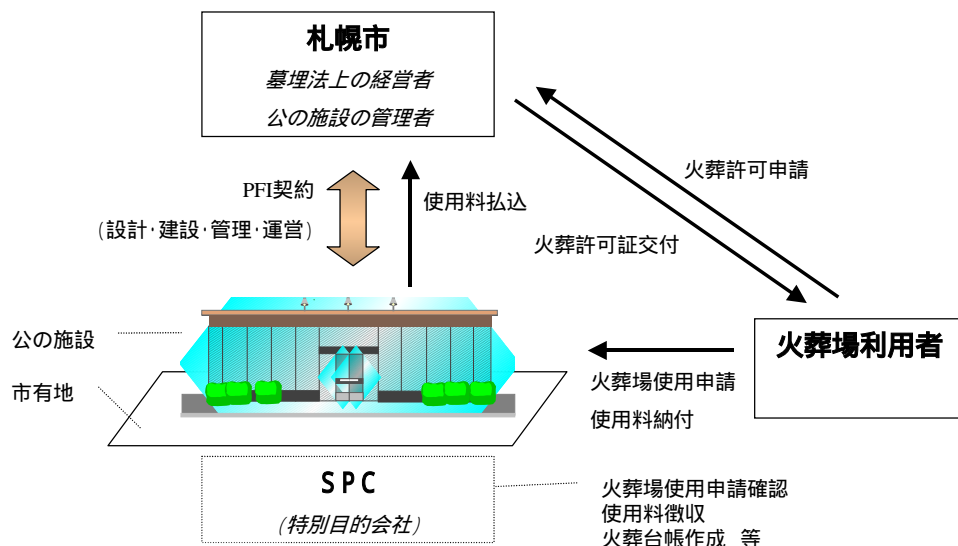 札幌市
墓埋法上の経営者
公の施設の管理者
火葬許可申請
PFI契約
使用料払込
(設計･建設･管理･運営)
火葬許可証交付
公の施設
火葬場利用者
市有地
火葬場使用申請
使用料納付
SPC
(特別目的会社)
火葬場使用申請確認
使用料徴収
火葬台帳作成 等